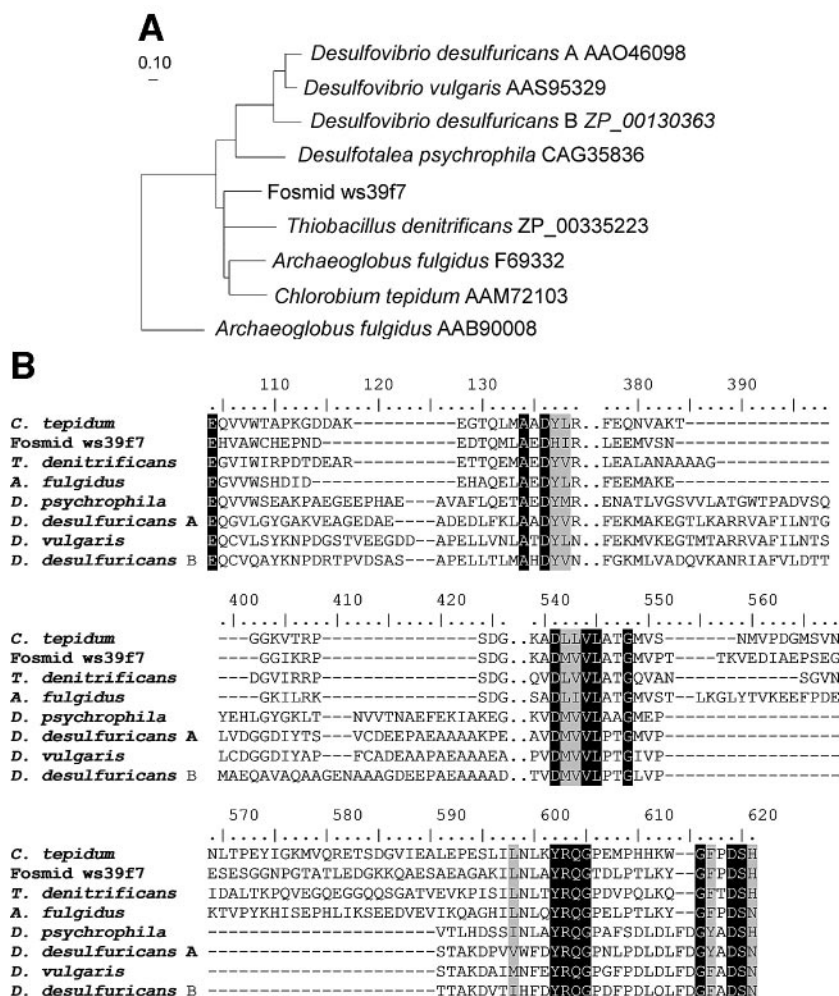 A
0.10
Desulfovibrio desulfuricans A AAO46098
Desulfovibrio vulgaris AAS95329
Desulfovibrio desulfuricans B ZP_00130363
Desulfotalea psychrophila CAG35836
Fosmid ws39f7
Thiobacillus denitrificans ZP_00335223
Archaeoglobus fulgidus F69332
Chlorobium tepidum AAM72103
Archaeoglobus fulgidus AAB90008
B
110 120 130 380 390
C. tepidum EQVVWTAPKGDDAK----------EGTQLMAADYLR..FEQNVAKT---------------
Fosmid ws39f7 EHVAWCHEPND-------------EDTQMLAEDHIR..LEEMVSN----------------
T. denitrificans EGVIWIRPDTDEAR----------ETTQEMAEDYVR..LEALANAAAAG------------
A. fulgidus EGVVWSHDID--------------EHAQELAEDYLR..FEEMAKE----------------
D. psychrophila EQVVWSEAKPAEGEEPHAE---AVAFLQETAEDYMR..ENATLVGSVVLATGWTPADVSQ
D. desulfuricans A EQGVLGYGAKVEAGEDAE----ADEDLFKLAADYVR..FEKMAKEGTLKARRVAFILNTG
D. vulgaris EQCVLSYKNPDGSTVEEGDD--APELLVNLATDYLR..FEKMVKEGTMTARRVAFILNTS
D. desulfuricans B EQCVQAYKNPDRTPVDSAS---APELLTLMAHDYVN..FGKMLVADQVKANRIAFVLDTT
400 410 420 540 550 560
C. tepidum ---GGKVTRP---------------SDG..KADLLVLATGMVS-------NMVPDGMSVN
Fosmid ws39f7 ----GGIKRP---------------SDG..KVDMVVLATGMVPT----TKVEDIAEPSEG
T. denitrificans ---DGVIRRP---------------SDG..QVDLVVLATGQVAN----------SGVN
A. fulgidus ----GKILRK---------------SDG..SADLIVLATGMVST---LKGLYTVKEEFPDE
D. psychrophila YEHLGYGKLT---NVVTNAEFEKIAKEG..KVDMVVLAAGMEP-----------------
D. desulfuricans A LVDGGDIYTS---VCDEEPAEAAAAKPE..AVDMVVLPTGMVP-----------------
D. vulgaris LCDGGDIYAP---FCADEAAPAEAAAEA..PVDMVVLPTGIVP-----------------
D. desulfuricans B MAEQAVAQAAGENAAAGDEEPAEAAAAD..TVDMVVLPTGLVP-----------------
570 580 590 600 610 620
C. tepidum NLTPEYIGKMVQRETSDGVIEALEPESLILNLKYRQGPEMPHHKW--GFPDSH
Fosmid ws39f7 ESESGGNPGTATLEDGKKQAESAEAGAKILNLAYRQGTDLPTLKY--GFPDSH
T. denitrificans IDALTKPQVEGQEGGQQSGATVEVKPISILNLTYRQGPDVPQLKQ--GFTDSH
A. fulgidus KTVPYKHISEPHLIKSEEDVEVIKQAGHILNLQYRQGPELPTLKY--GFPDSN
D. psychrophila ----------------------VTLHDSSINLAYRQGPAFSDLDLFDGYADSH
D. desulfuricans A ----------------------STAKDPVVWFDYRQGPNLPDLDLFDGYADSN
D. vulgaris ----------------------STAKDAIMNFEYRQGPGFPDLDLFDGFADSN
D. desulfuricans B ----------------------TTAKDVTIHFDYRQGPDFPDLQLFDGFADSN